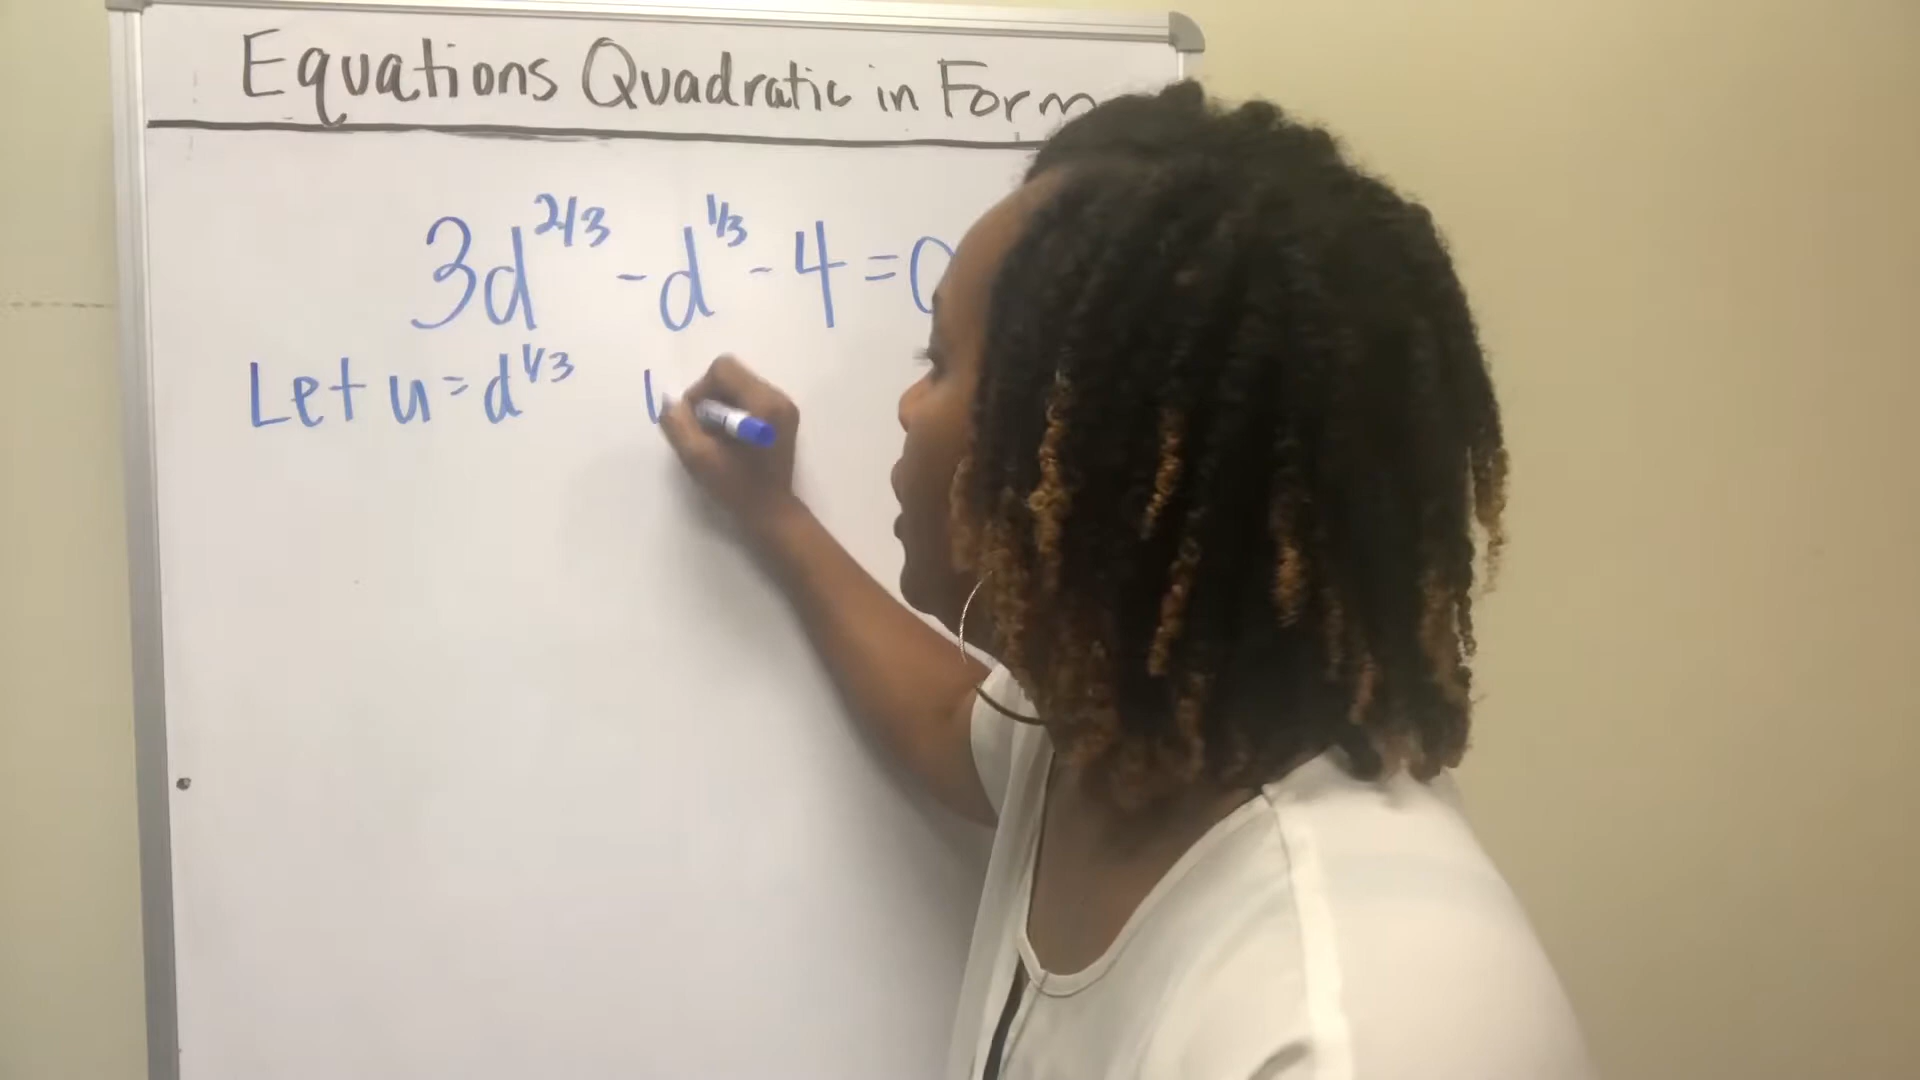 Equations Quadratic in Form
3d^2/3 - d^1/3 - 4 = 0
Let u = d^1/3 u